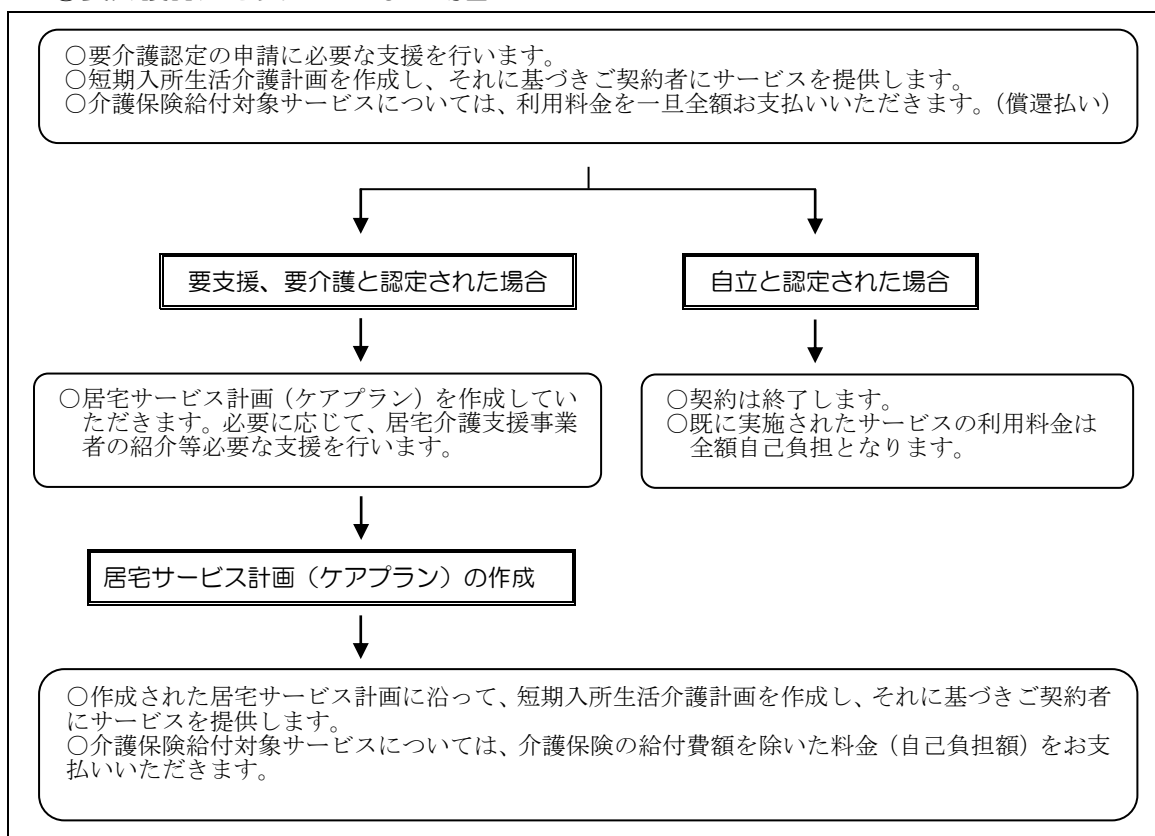 ○要介護認定の申請に必要な支援を行います。
○短期入所生活介護計画を作成し、それに基づきご契約者にサービスを提供します。
○介護保険給付対象サービスについては、利用料金を一旦全額お支払いいただきます。(償還払い)
要支援、要介護と認定された場合
自立と認定された場合
○居宅サービス計画(ケアプラン)を作成してい
ただきます。必要に応じて、居宅介護支援事業
者の紹介等必要な支援を行います。
○契約は終了します。
○既に実施されたサービスの利用料金は
全額自己負担となります。
居宅サービス計画(ケアプラン)の作成
○作成された居宅サービス計画に沿って、短期入所生活介護計画を作成し、それに基づきご契約者
にサービスを提供します。
○介護保険給付対象サービスについては、介護保険の給付費額を除いた料金(自己負担額)をお支
払いいただきます。